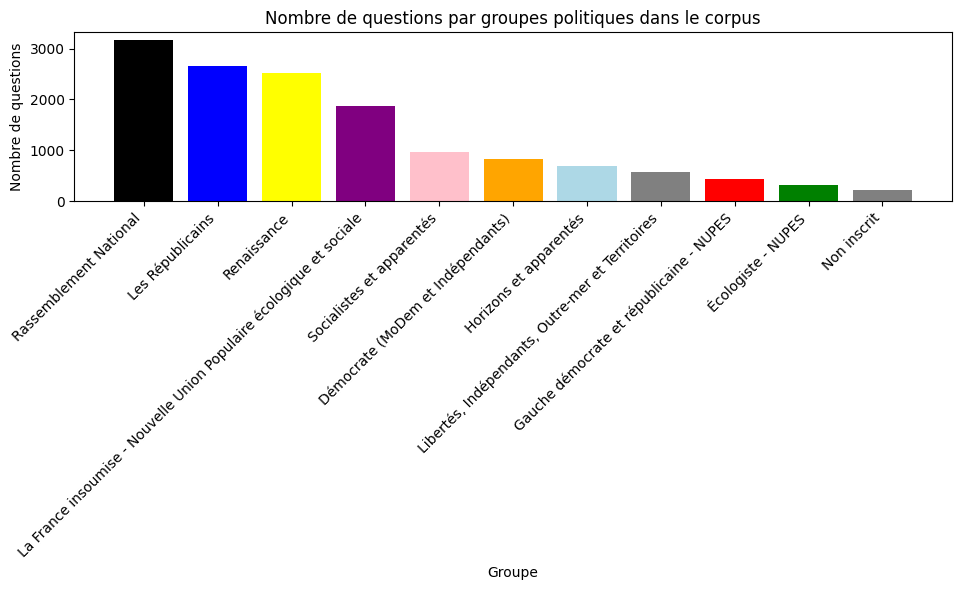 Nombre de questions par groupes politiques dans le corpus
Nombre de questions
3000
2000
1000
0
Rassemblement National
Les Républicains
Renaissance
La France insoumise - Nouvelle Union Populaire écologique et sociale
Socialistes et apparentés
Démocrate (MoDem et Indépendants)
Horizons et apparentés
Libertés, Indépendants, Outre-mer et Territoires
Gauche démocrate et républicaine - NUPES
Écologiste - NUPES
Non inscrit
Groupe